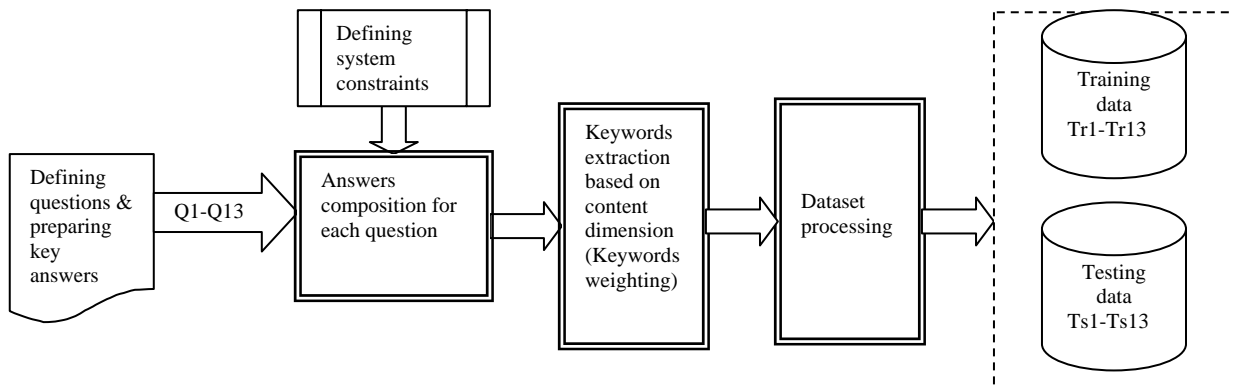 Defining
system
constraints
Defining
questions &
preparing
key
answers
Q1-Q13
Answers
composition for
each question
Keywords
extraction
based on
content
dimension
(Keywords
weighting)
Dataset
processing
Training
data
Tr1-Tr13
Testing
data
Ts1-Ts13